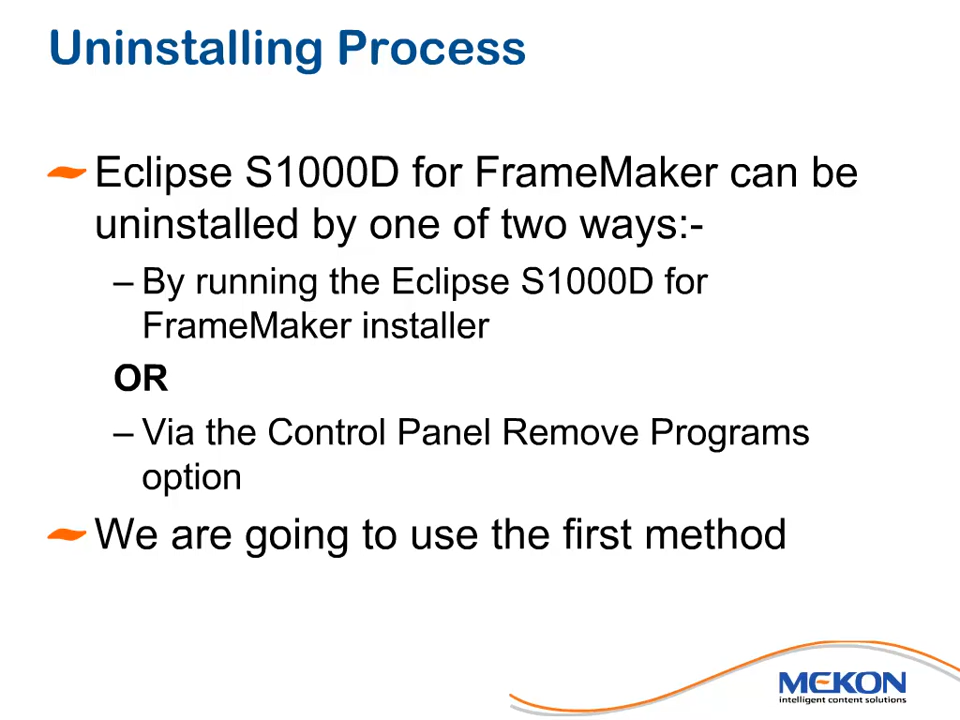 Uninstalling Process
Eclipse S1000D for FrameMaker can be
uninstalled by one of two ways:-
– By running the Eclipse S1000D for
FrameMaker installer
OR
– Via the Control Panel Remove Programs
option
We are going to use the first method
MEKON
intelligent content solutions